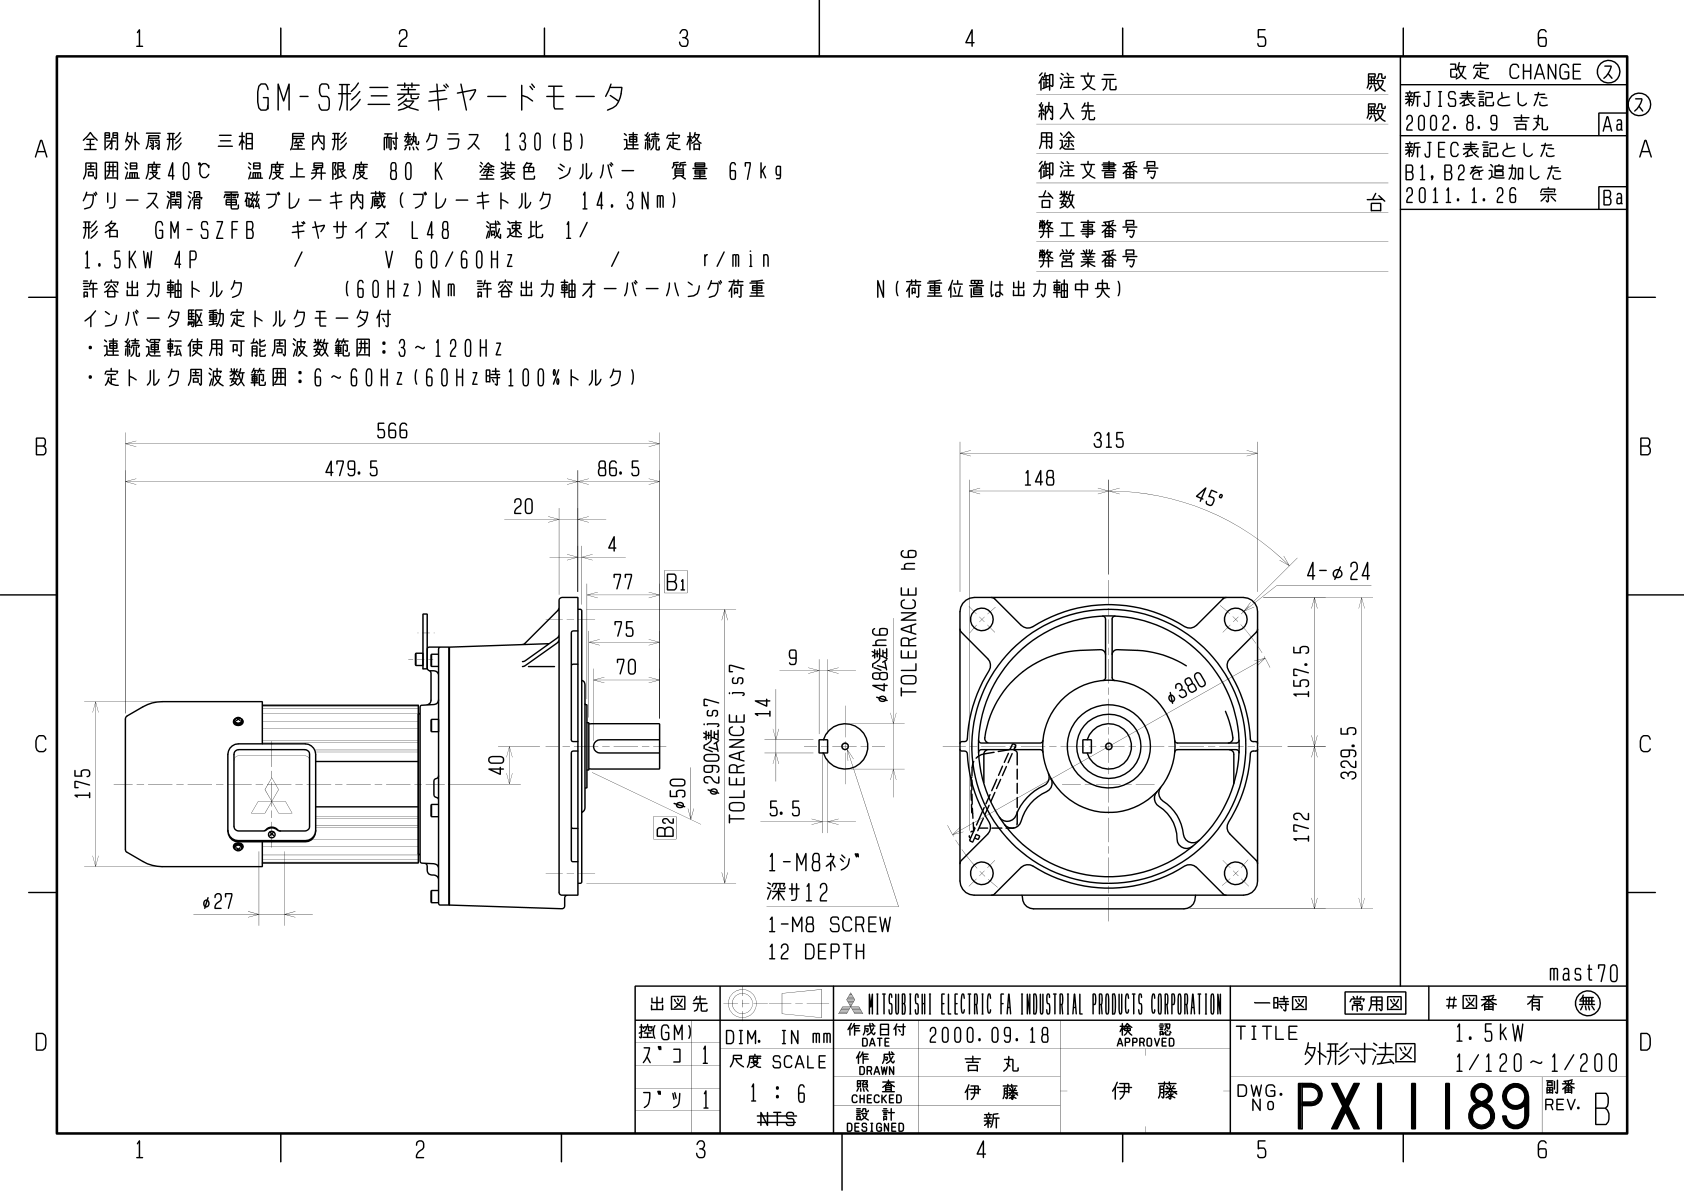 1 2 3 4 5 6
GM-S形三菱ギヤードモータ
全閉外扇形 三相 屋内形 耐熱クラス 130(B) 連続定格
周囲温度40℃ 温度上昇限度 80 K 塗装色 シルバー 質量 67kg
グリース潤滑 電磁ブレーキ内蔵(ブレーキトルク 14.3Nm)
形名 GM-SZFB ギヤサイズ L48 減速比 1/
1.5KW 4P / V 60/60Hz / r/min
許容出力軸トルク (60Hz)Nm 許容出力軸オーバーハング荷重 N(荷重位置は出力軸中央)
インバータ駆動定トルクモータ付
・連続運転使用可能周波数範囲:3~120Hz
・定トルク周波数範囲:6~60Hz(60Hz時100%トルク)
御注文元 殿
納入先 殿
用途
御注文書番号
台数 台
弊工事番号
弊営業番号
改定 CHANGE ス
新JIS表記とした
2002.8.9 吉丸 Aa
新JEC表記とした
B1,B2を追加した
2011.1.26 宗 Ba
ス
A A
B B
C C
D D
566
479.5 86.5
20
4
77 B1
75
70
40
175
φ27
φ50
B2
φ290公差js7
TOLERANCE js7
9
14
5.5
φ48公差h6
TOLERANCE h6
1-M8ネジ
深サ12
1-M8 SCREW
12 DEPTH
315
148
45°
4-φ24
φ380
157.5
329.5
172
mast70
出図先
控(GM)
ズコ 1
ブツ 1
DIM. IN mm
尺度 SCALE
1 : 6
NTS
MITSUBISHI ELECTRIC FA INDUSTRIAL PRODUCTS CORPORATION
作成日付
DATE
2000.09.18
検 認
APPROVED
作 成
DRAWN
吉 丸
照 査
CHECKED
伊 藤
伊 藤
設 計
DESIGNED
新
一時図 常用図 #図番 有 無
TITLE 1.5kW
外形寸法図 1/120~1/200
DWG.
No
PX11189
副番
REV.
B
1 2 3 4 5 6